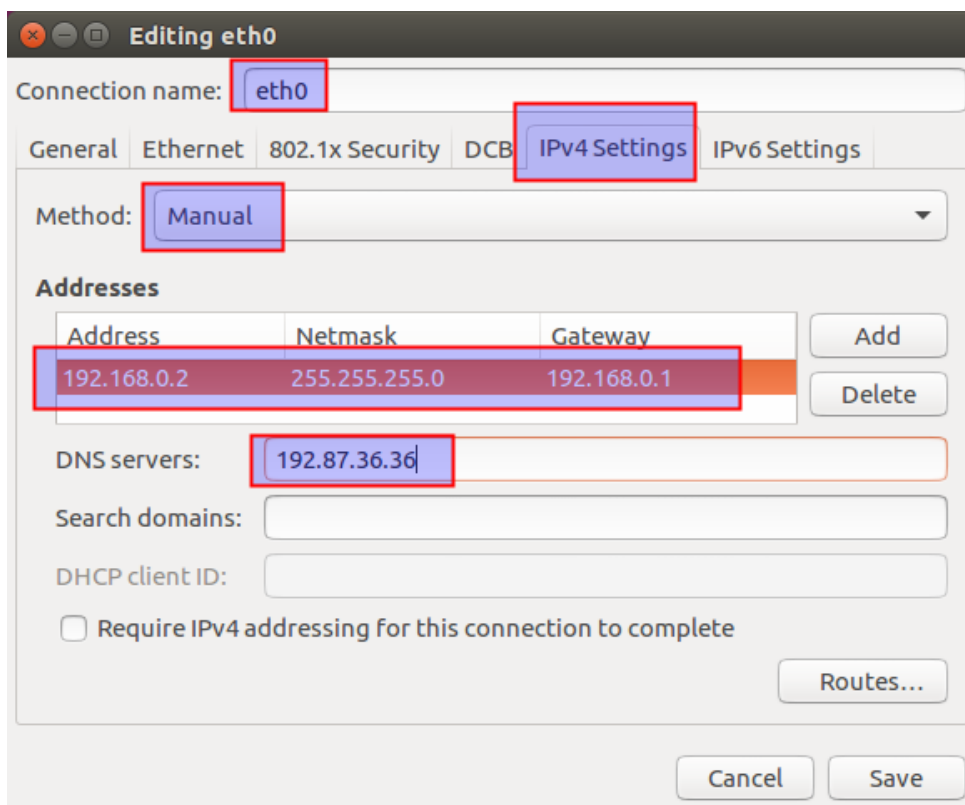 Editing eth0
Connection name: eth0
General Ethernet 802.1x Security DCB IPv4 Settings IPv6 Settings
Method: Manual
Addresses
Address Netmask Gateway Add
192.168.0.2 255.255.255.0 192.168.0.1
Delete
DNS servers: 192.87.36.36
Search domains:
DHCP client ID:
Require IPv4 addressing for this connection to complete
Routes...
Cancel Save